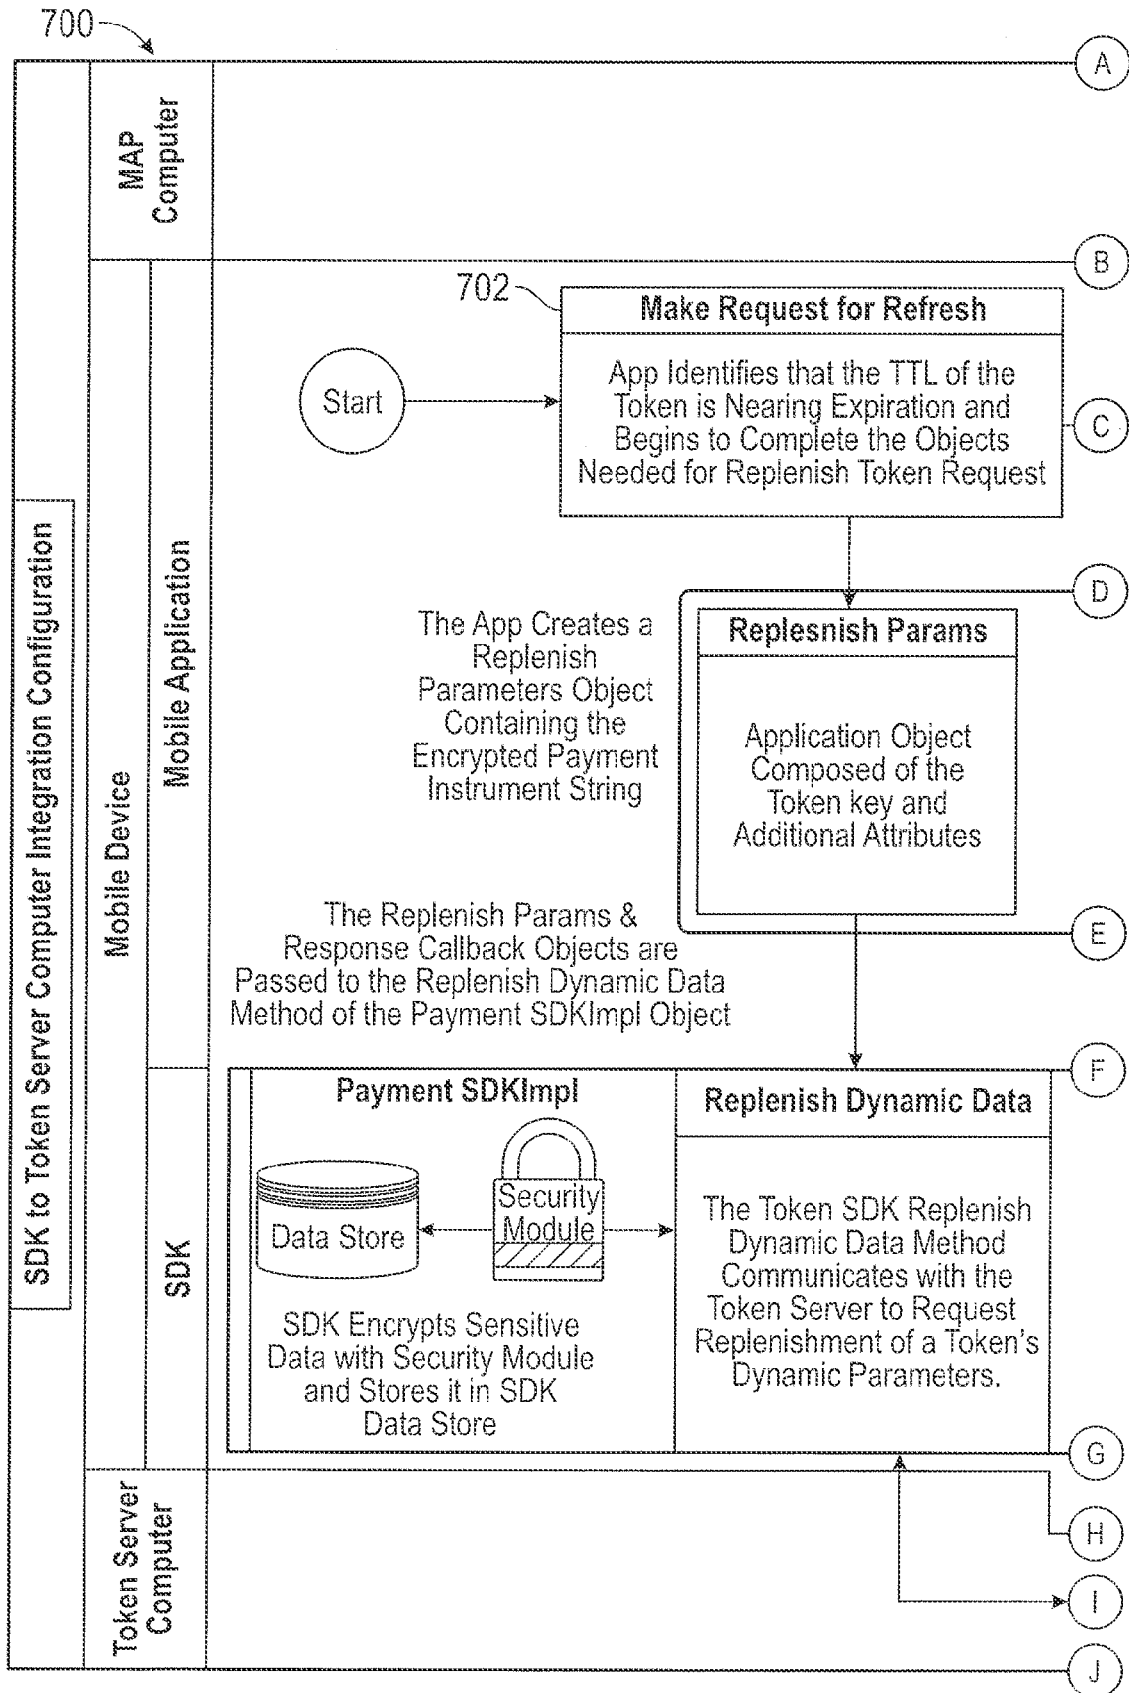 700
A
MAP
Computer
B
702
Make Request for Refresh
Start
App Identifies that the TTL of the
Token is Nearing Expiration and
Begins to Complete the Objects
Needed for Replenish Token Request
C
SDK to Token Server Computer Integration Configuration
Mobile Device
Mobile Application
D
The App Creates a
Replenish
Parameters Object
Containing the
Encrypted Payment
Instrument String
Replesnish Params
Application Object
Composed of the
Token key and
Additional Attributes
The Replenish Params &
Response Callback Objects are
Passed to the Replenish Dynamic Data
Method of the Payment SDKImpl Object
E
F
SDK
Payment SDKImpl
Data Store
Security
Module
SDK Encrypts Sensitive
Data with Security Module
and Stores it in SDK
Data Store
Replenish Dynamic Data
The Token SDK Replenish
Dynamic Data Method
Communicates with the
Token Server to Request
Replenishment of a Token's
Dynamic Parameters.
G
Token Server
Computer
H
I
J